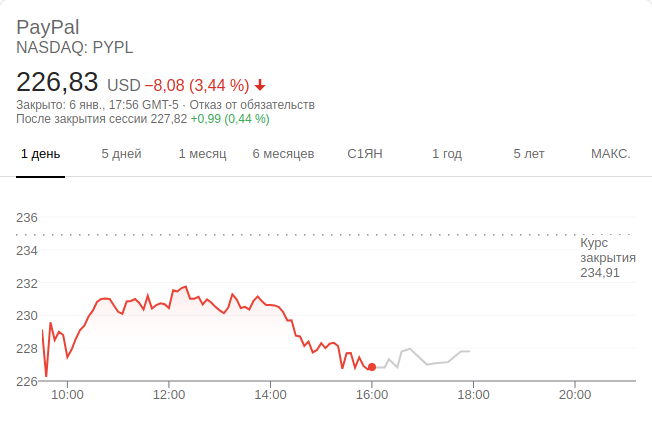 PayPal
NASDAQ: PYPL
226,83 USD −8,08 (3,44 %)
Закрыто: 6 янв., 17:56 GMT-5 · Отказ от обязательств
После закрытия сессии 227,82 +0,99 (0,44 %)
1 день 5 дней 1 месяц 6 месяцев С1ЯН 1 год 5 лет МАКС.
236
234
232
230
228
226
Курс
закрытия
234,91
10:00 12:00 14:00 16:00 18:00 20:00